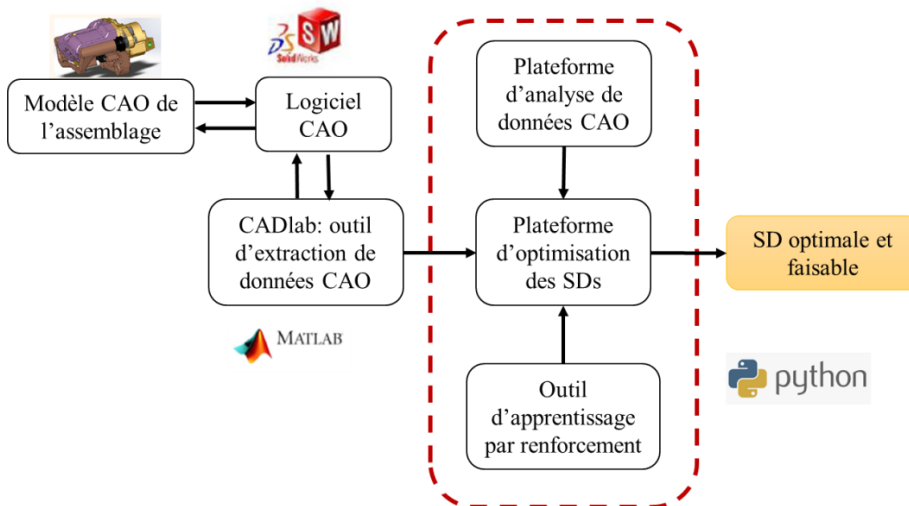 SolidWorks
Modèle CAO de
l'assemblage
Logiciel
CAO
Plateforme
d'analyse de
données CAO
CADlab: outil
d'extraction de
données CAO
Plateforme
d'optimisation
des SDs
SD optimale et
faisable
MATLAB
python
Outil
d'apprentissage
par renforcement